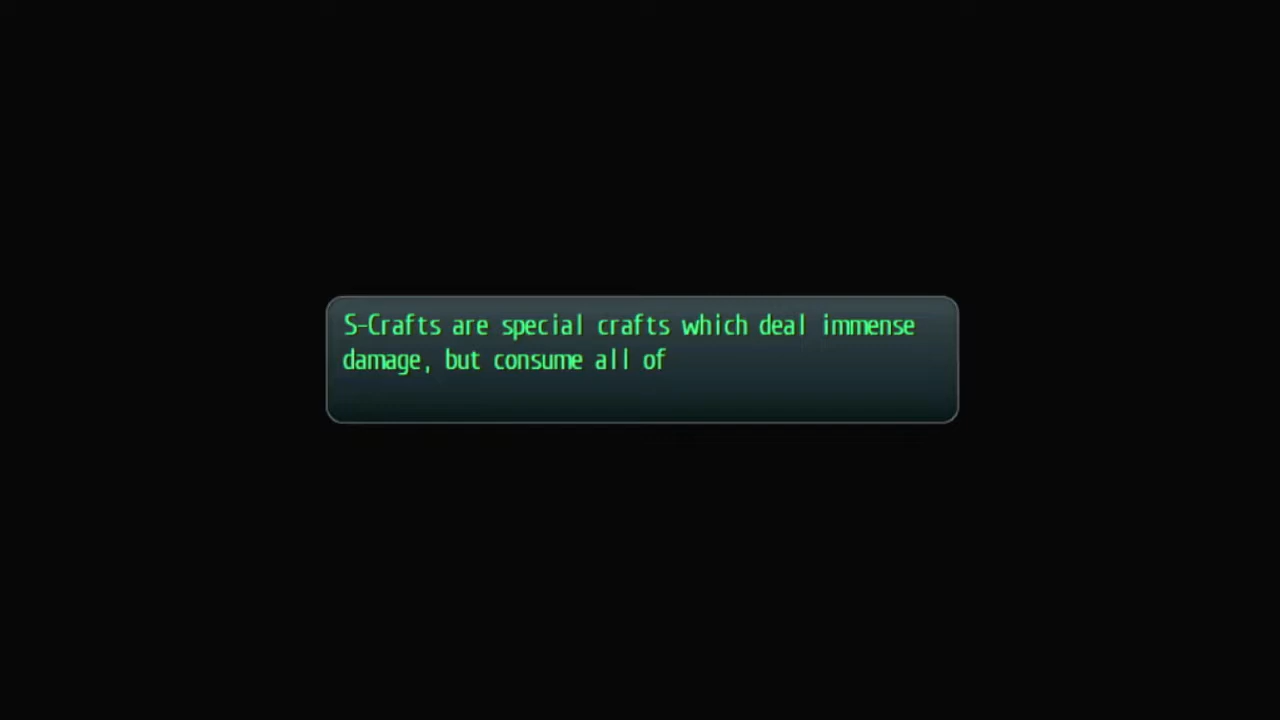 S-Crafts are special crafts which deal immense
damage, but consume all of